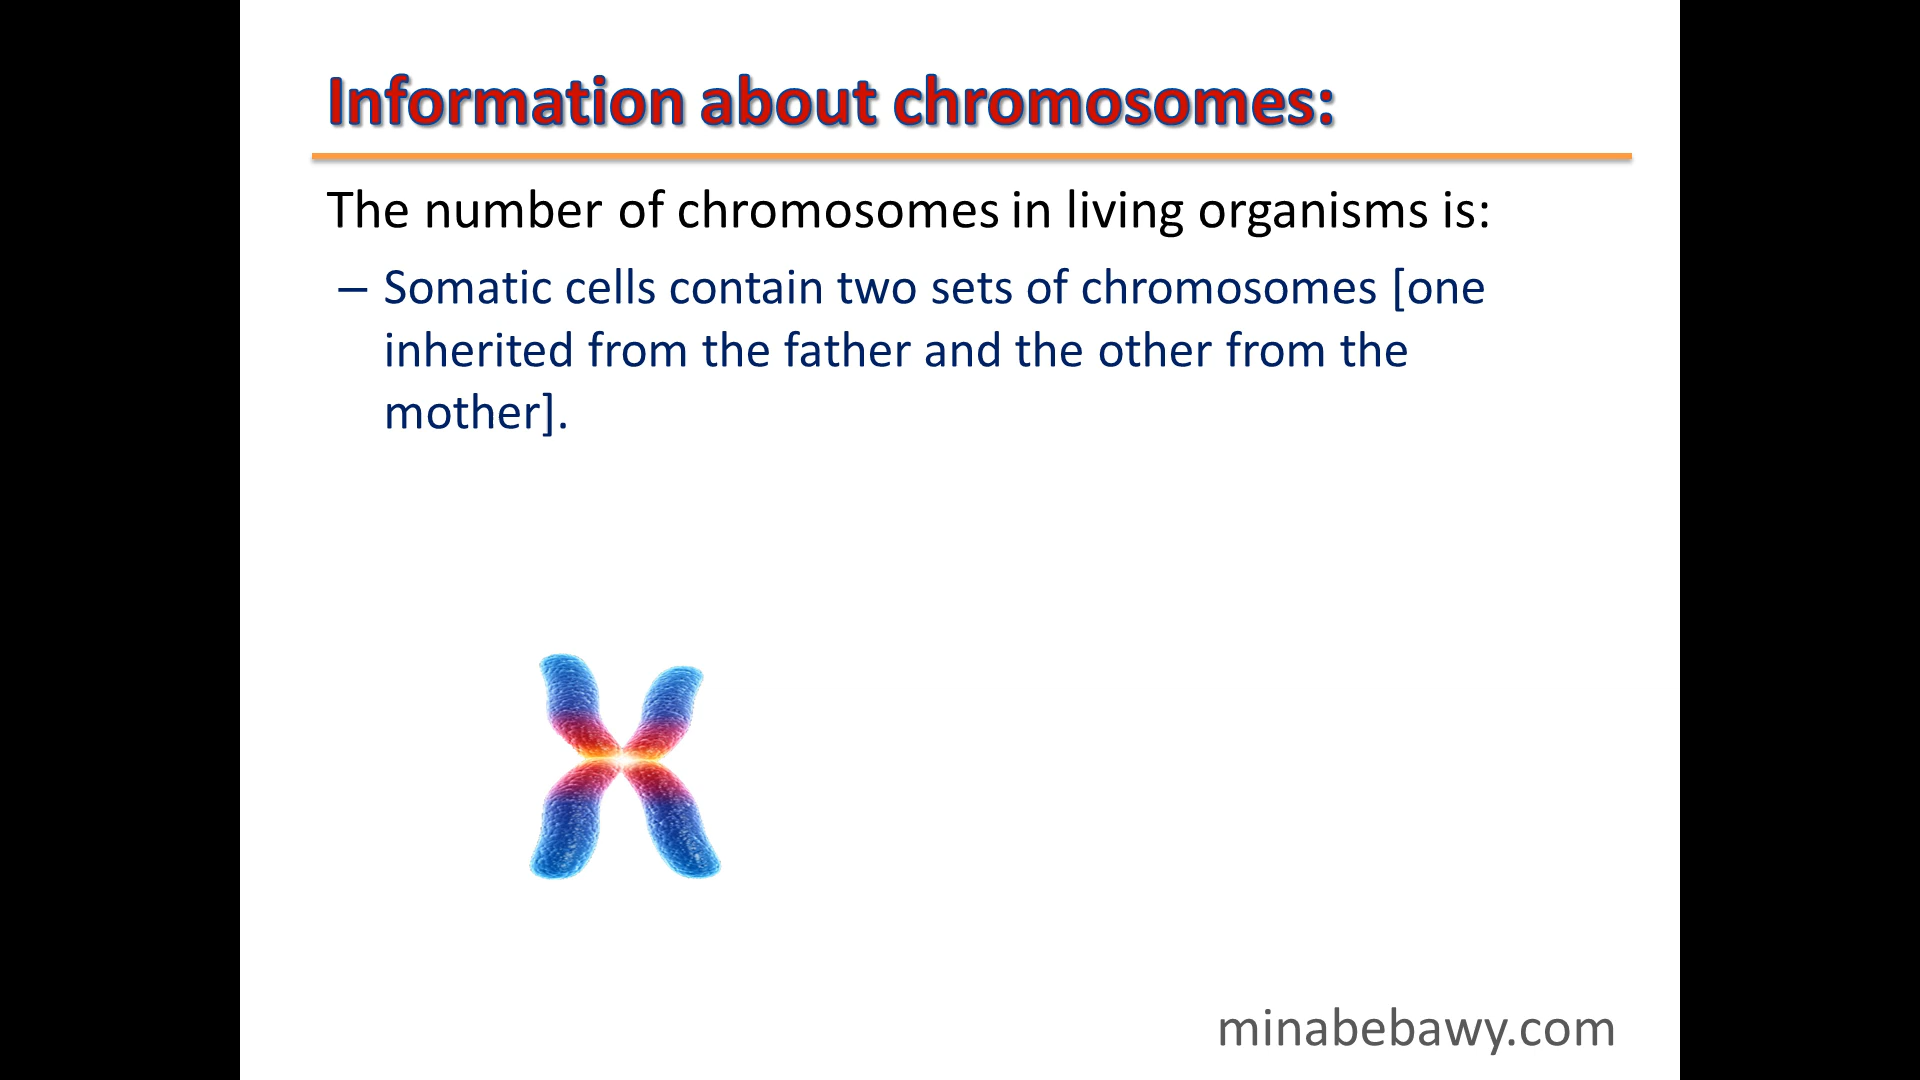 Information about chromosomes:
The number of chromosomes in living organisms is:
– Somatic cells contain two sets of chromosomes [one
inherited from the father and the other from the
mother].
minabebawy.com